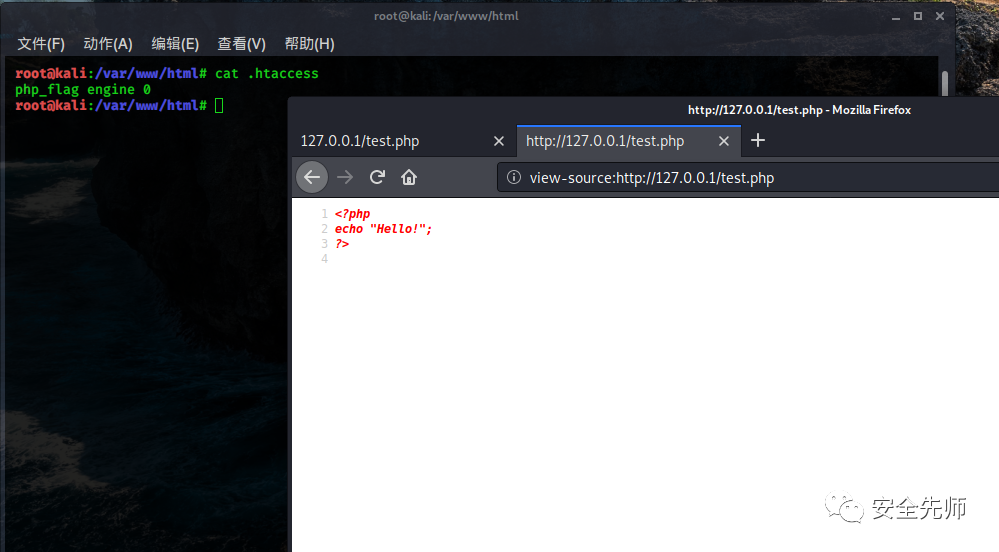 root@kali:/var/www/html
文件(F) 动作(A) 编辑(E) 查看(V) 帮助(H)
root@kali:/var/www/html# cat .htaccess
php_flag engine 0
root@kali:/var/www/html#
http://127.0.0.1/test.php - Mozilla Firefox
127.0.0.1/test.php
http://127.0.0.1/test.php
view-source:http://127.0.0.1/test.php
1 <?php
2 echo "Hello!";
3 ?>
4
安全先师